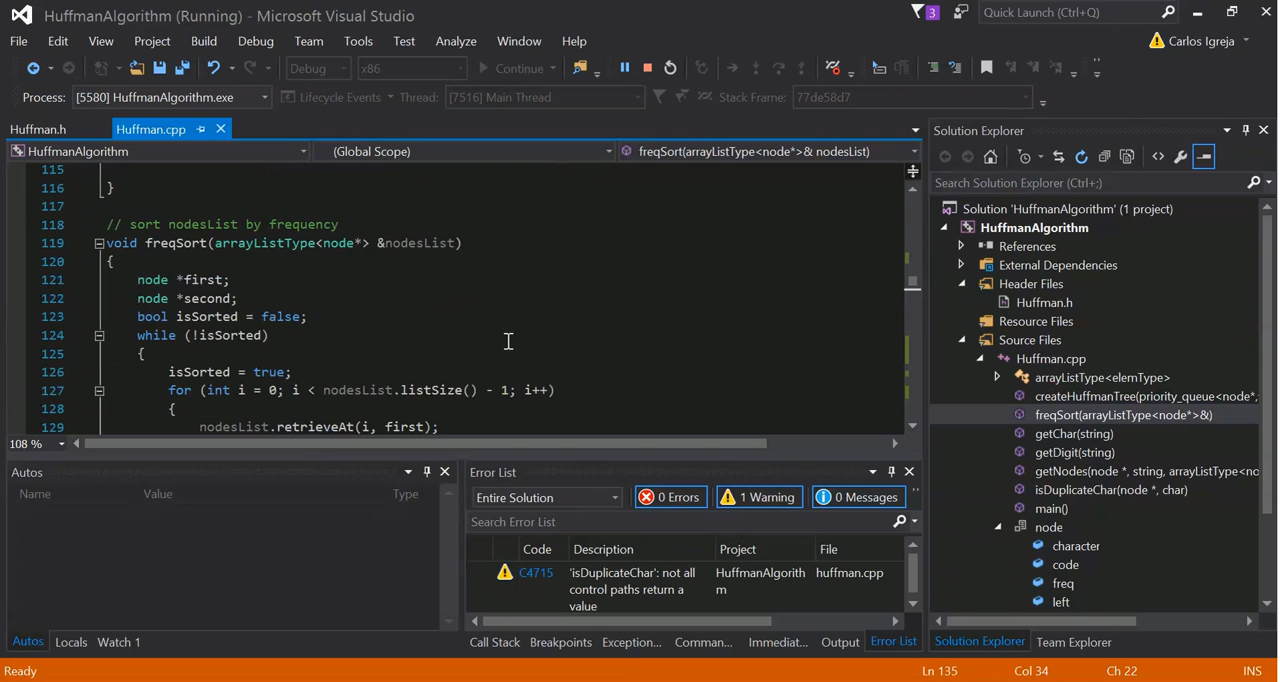 HuffmanAlgorithm (Running) - Microsoft Visual Studio
3
Quick Launch (Ctrl+Q)
File Edit View Project Build Debug Team Tools Test Analyze Window Help
Carlos Igreja
Debug x86 Continue
Process: [5580] HuffmanAlgorithm.exe Lifecycle Events Thread: [7516] Main Thread Stack Frame: 77de58d7
Huffman.h Huffman.cpp
HuffmanAlgorithm (Global Scope) freqSort(arrayListType<node*>& nodesList)
115
116 }
117
118 // sort nodesList by frequency
119 void freqSort(arrayListType<node*> &nodesList)
120 {
121 node *first;
122 node *second;
123 bool isSorted = false;
124 while (!isSorted)
125 {
126 isSorted = true;
127 for (int i = 0; i < nodesList.listSize() - 1; i++)
128 {
129 nodesList.retrieveAt(i, first);
108 %
Autos
Name Value Type
Autos Locals Watch 1
Error List
Entire Solution 0 Errors 1 Warning 0 Messages
Search Error List
Code Description Project File
C4715 'isDuplicateChar': not all HuffmanAlgorith huffman.cpp
control paths return a m
value
Call Stack Breakpoints Exception... Comman... Immediat... Output Error List
Solution Explorer
Search Solution Explorer (Ctrl+;)
Solution 'HuffmanAlgorithm' (1 project)
HuffmanAlgorithm
References
External Dependencies
Header Files
Huffman.h
Resource Files
Source Files
Huffman.cpp
arrayListType<elemType>
createHuffmanTree(priority_queue<node*,
freqSort(arrayListType<node*>&)
getChar(string)
getDigit(string)
getNodes(node *, string, arrayListType<no
isDuplicateChar(node *, char)
main()
node
character
code
freq
left
Solution Explorer Team Explorer
Ready Ln 135 Col 34 Ch 22 INS